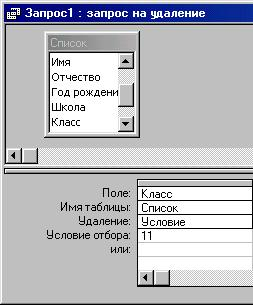 Запрос1 : запрос на удаление
Список
Имя
Отчество
Год рождени
Школа
Класс
Поле: Класс
Имя таблицы: Список
Удаление: Условие
Условие отбора: 11
или: